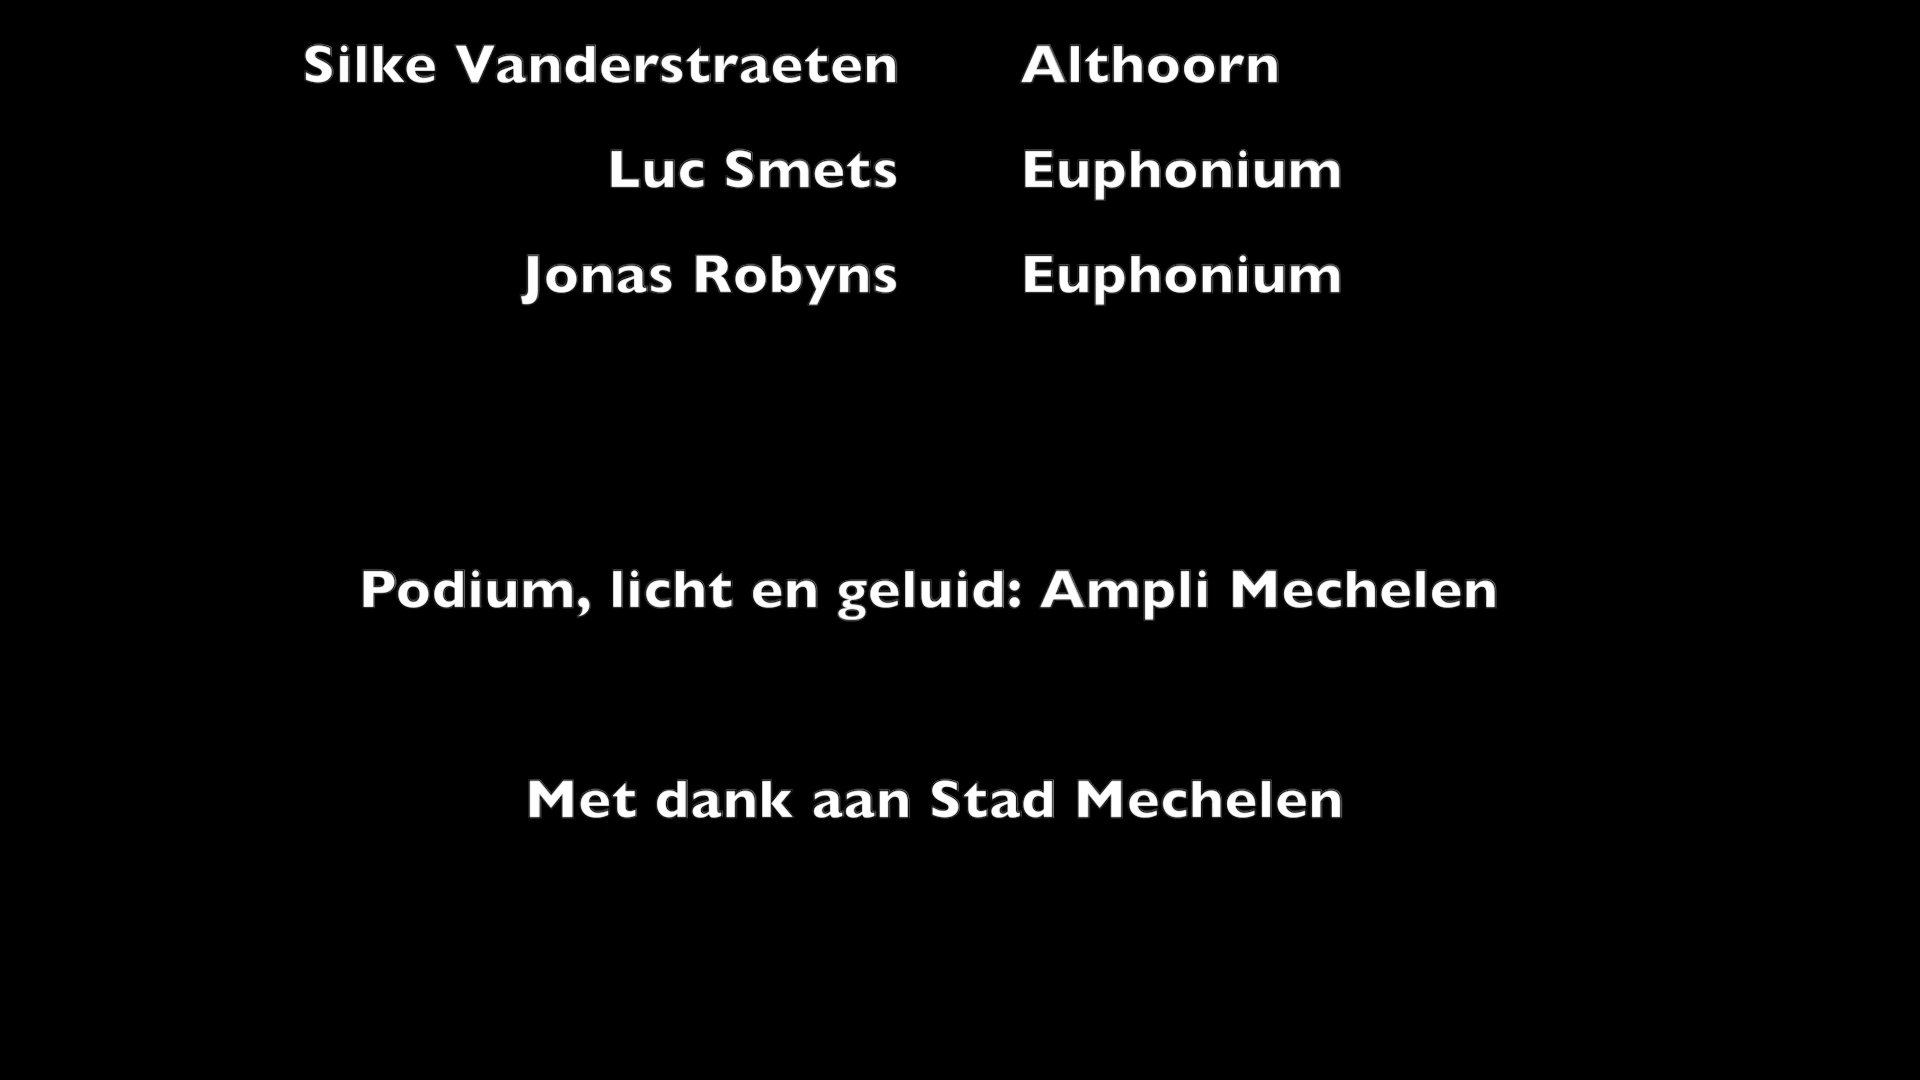 Silke Vanderstraeten Althoorn
Luc Smets Euphonium
Jonas Robyns Euphonium
Podium, licht en geluid: Ampli Mechelen
Met dank aan Stad Mechelen